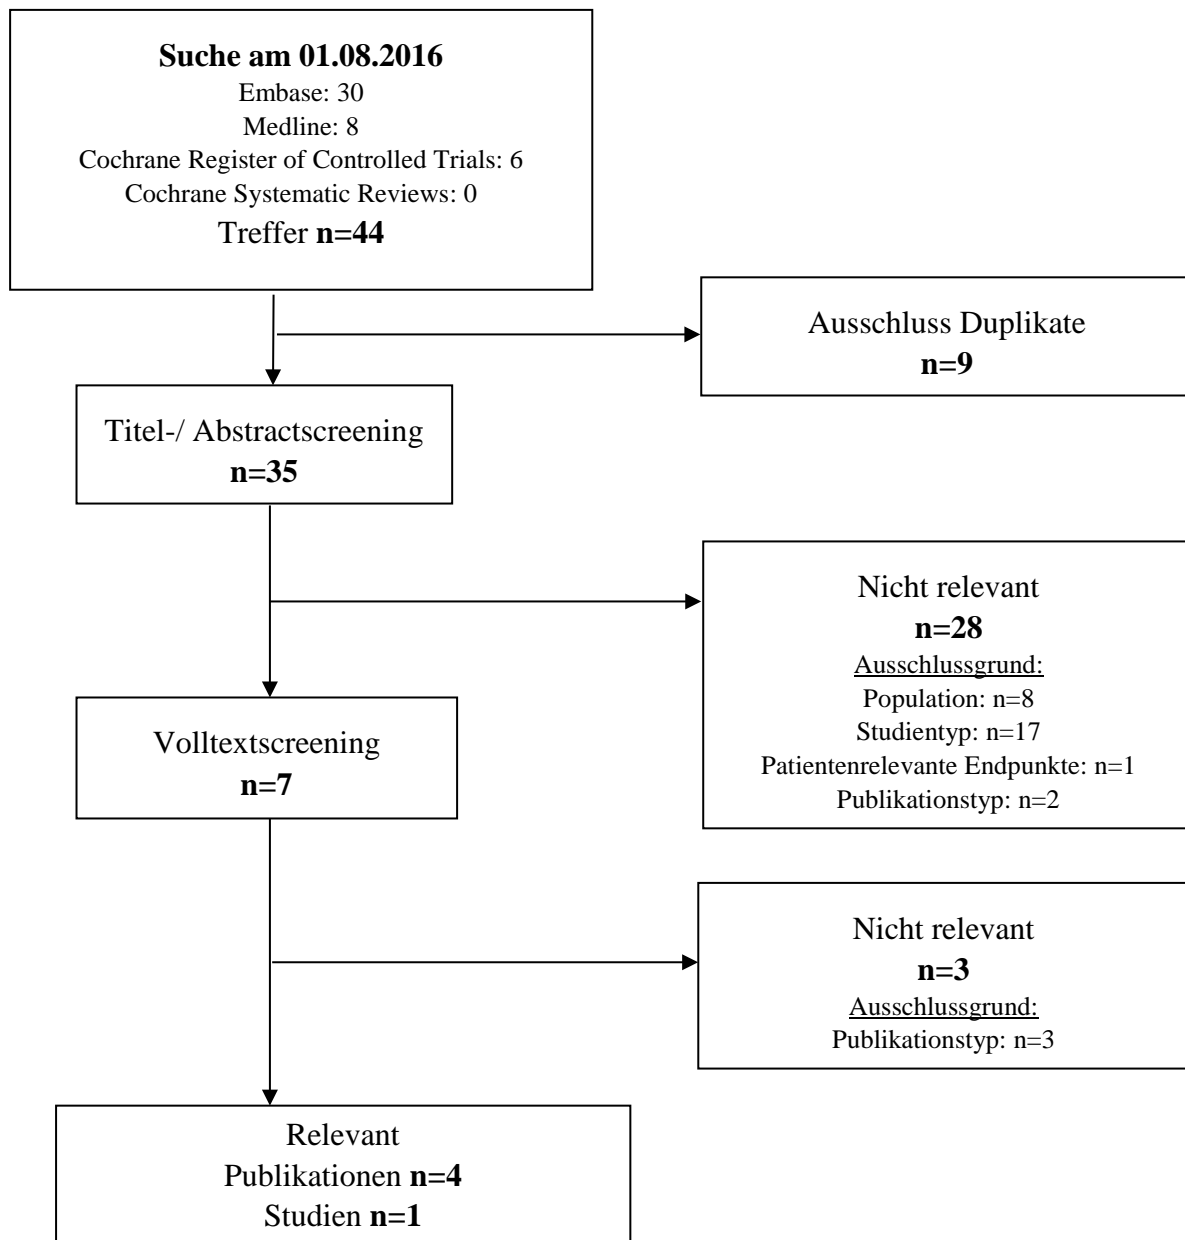 Suche am 01.08.2016
Embase: 30
Medline: 8
Cochrane Register of Controlled Trials: 6
Cochrane Systematic Reviews: 0
Treffer n=44
Ausschluss Duplikate
n=9
Titel-/ Abstractscreening
n=35
Nicht relevant
n=28
Ausschlussgrund:
Population: n=8
Studientyp: n=17
Patientenrelevante Endpunkte: n=1
Publikationstyp: n=2
Volltextscreening
n=7
Nicht relevant
n=3
Ausschlussgrund:
Publikationstyp: n=3
Relevant
Publikationen n=4
Studien n=1